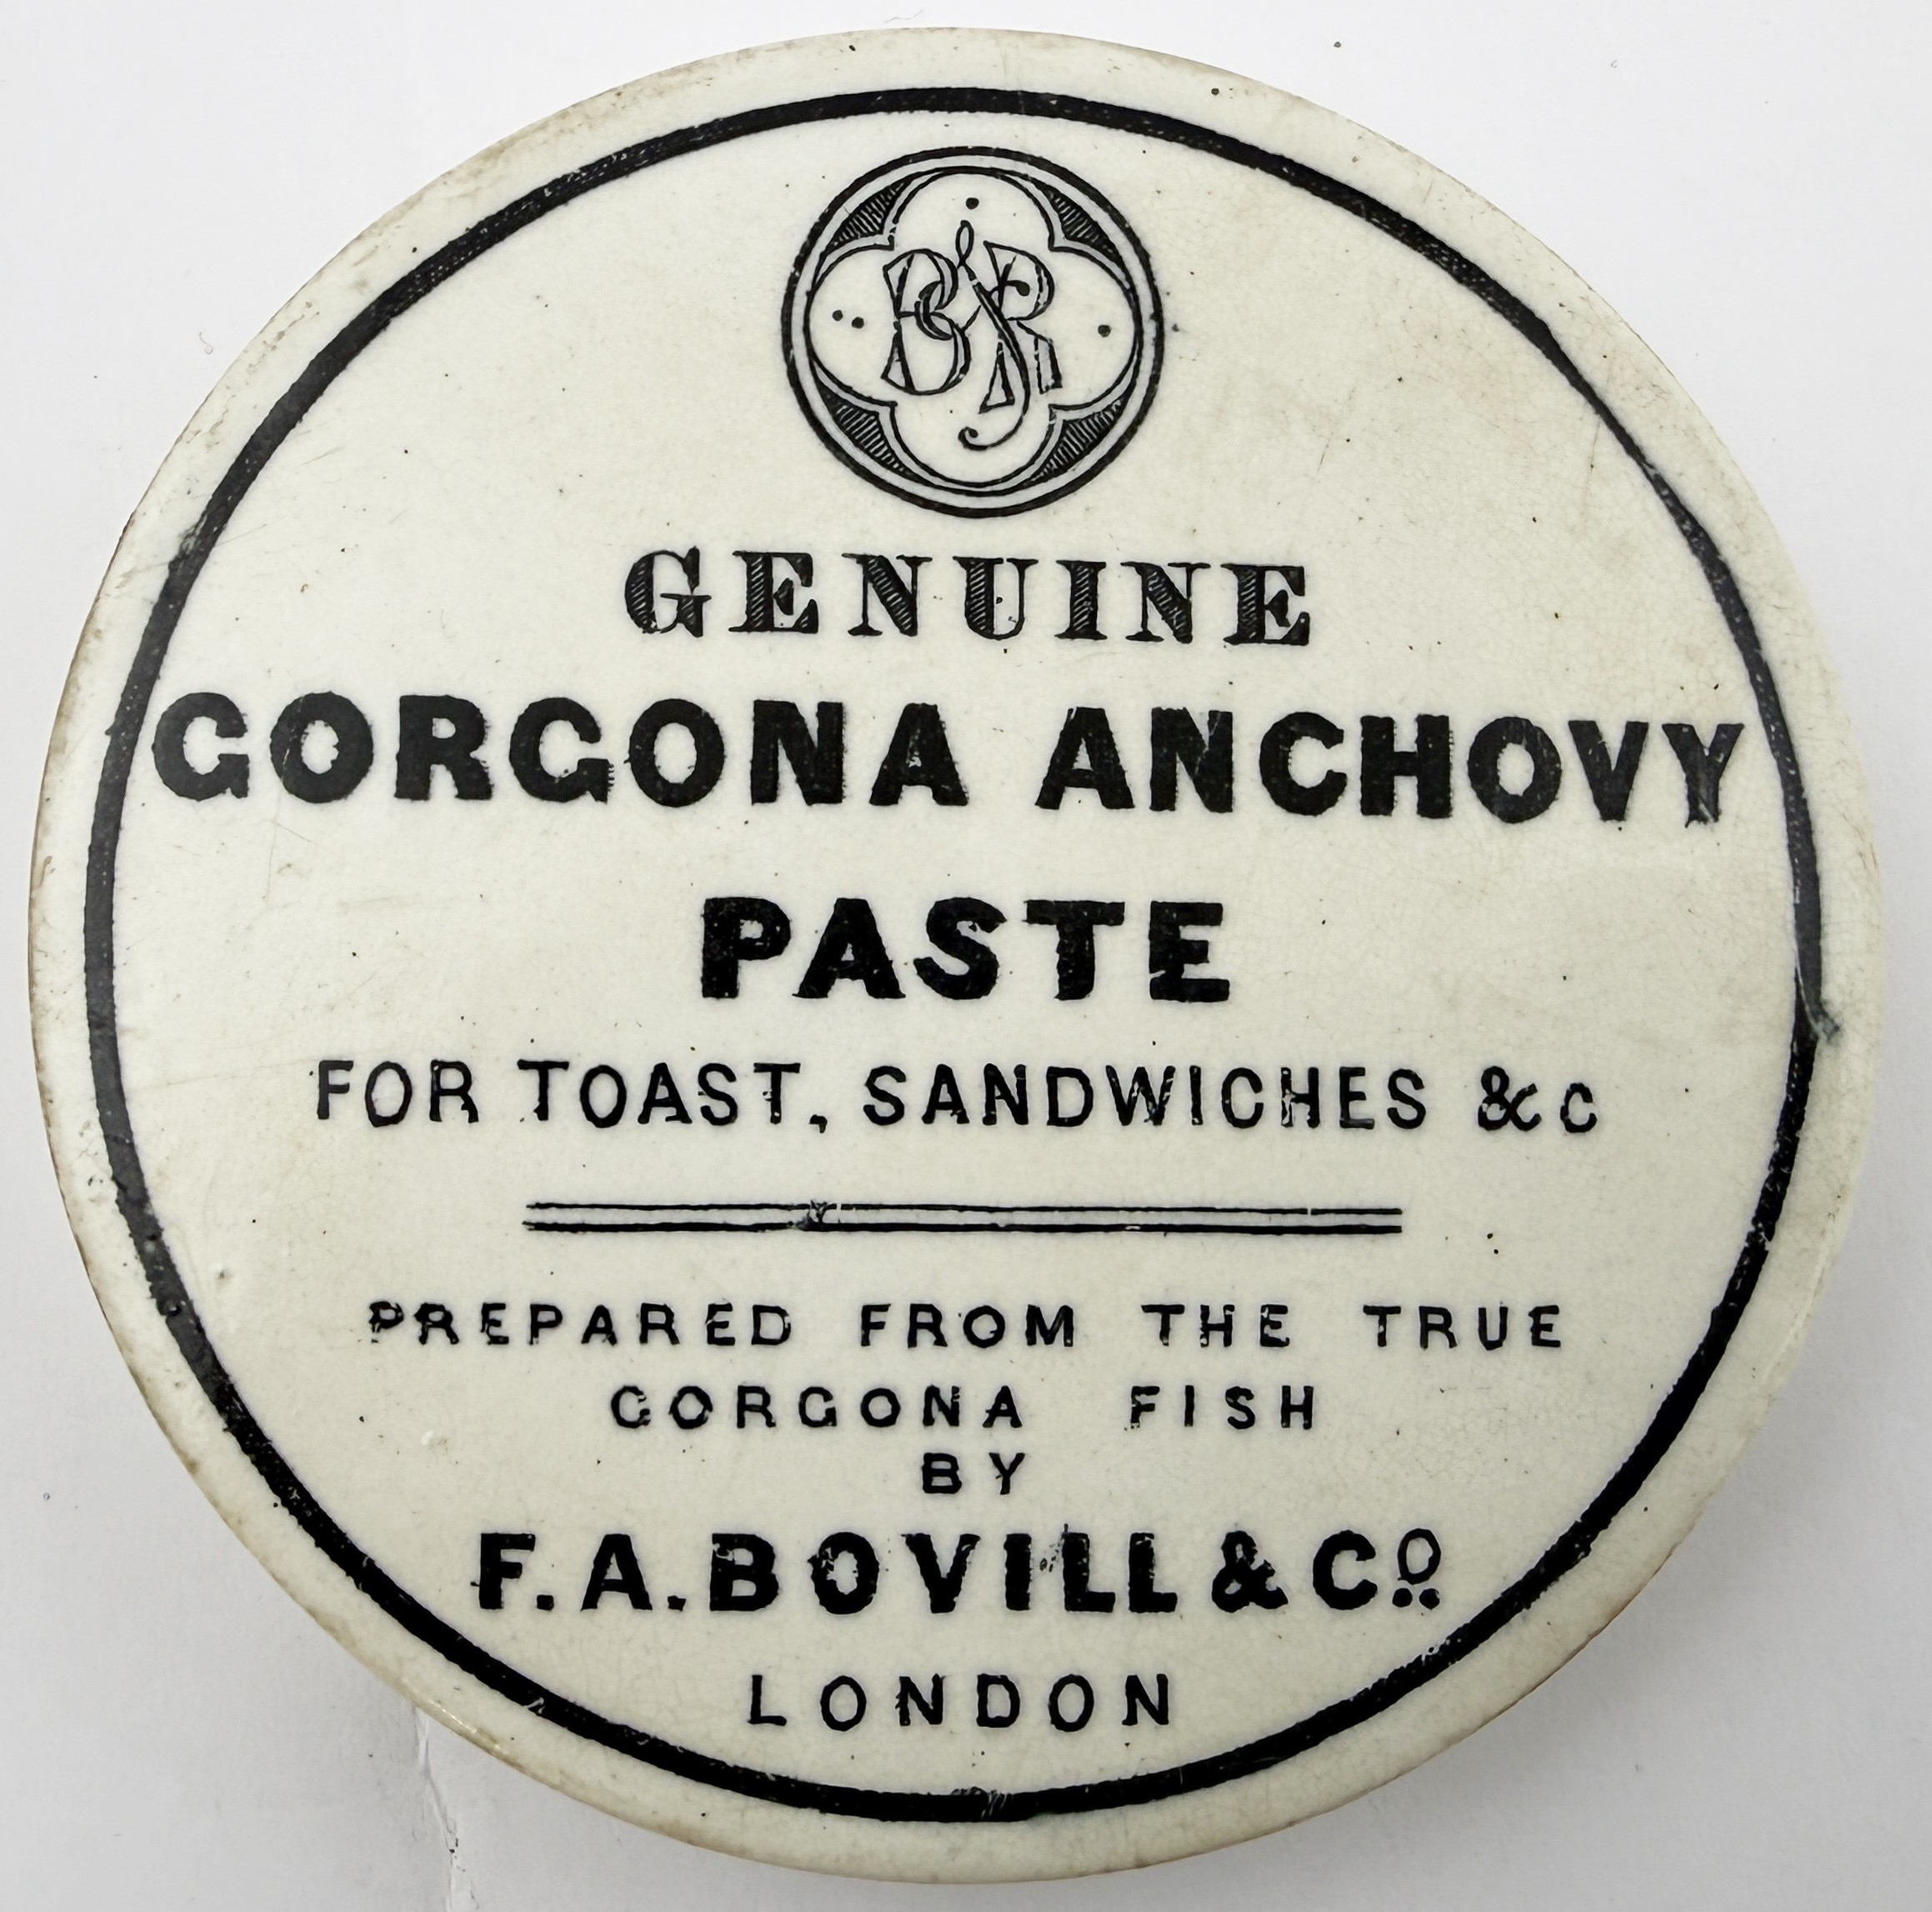 GENUINE
GORGONA ANCHOVY
PASTE
FOR TOAST, SANDWICHES &c
PREPARED FROM THE TRUE
GORGONA FISH
BY
F.A.BOVILL & Co.
LONDON